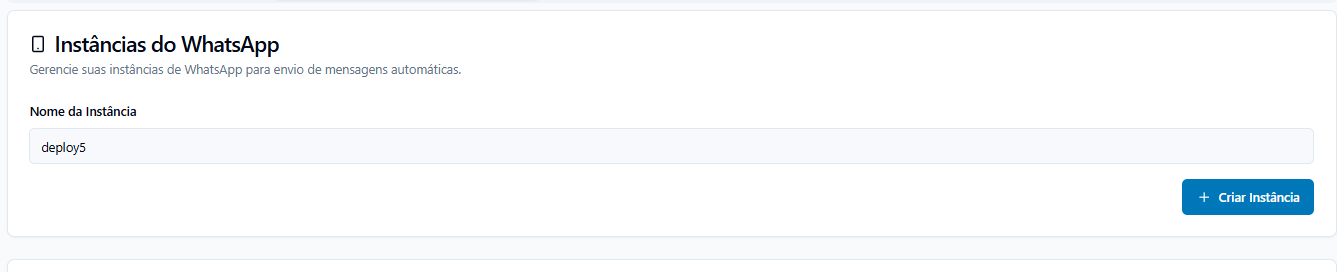 Instâncias do WhatsApp
Gerencie suas instâncias de WhatsApp para envio de mensagens automáticas.
Nome da Instância
deploy5
+ Criar Instância